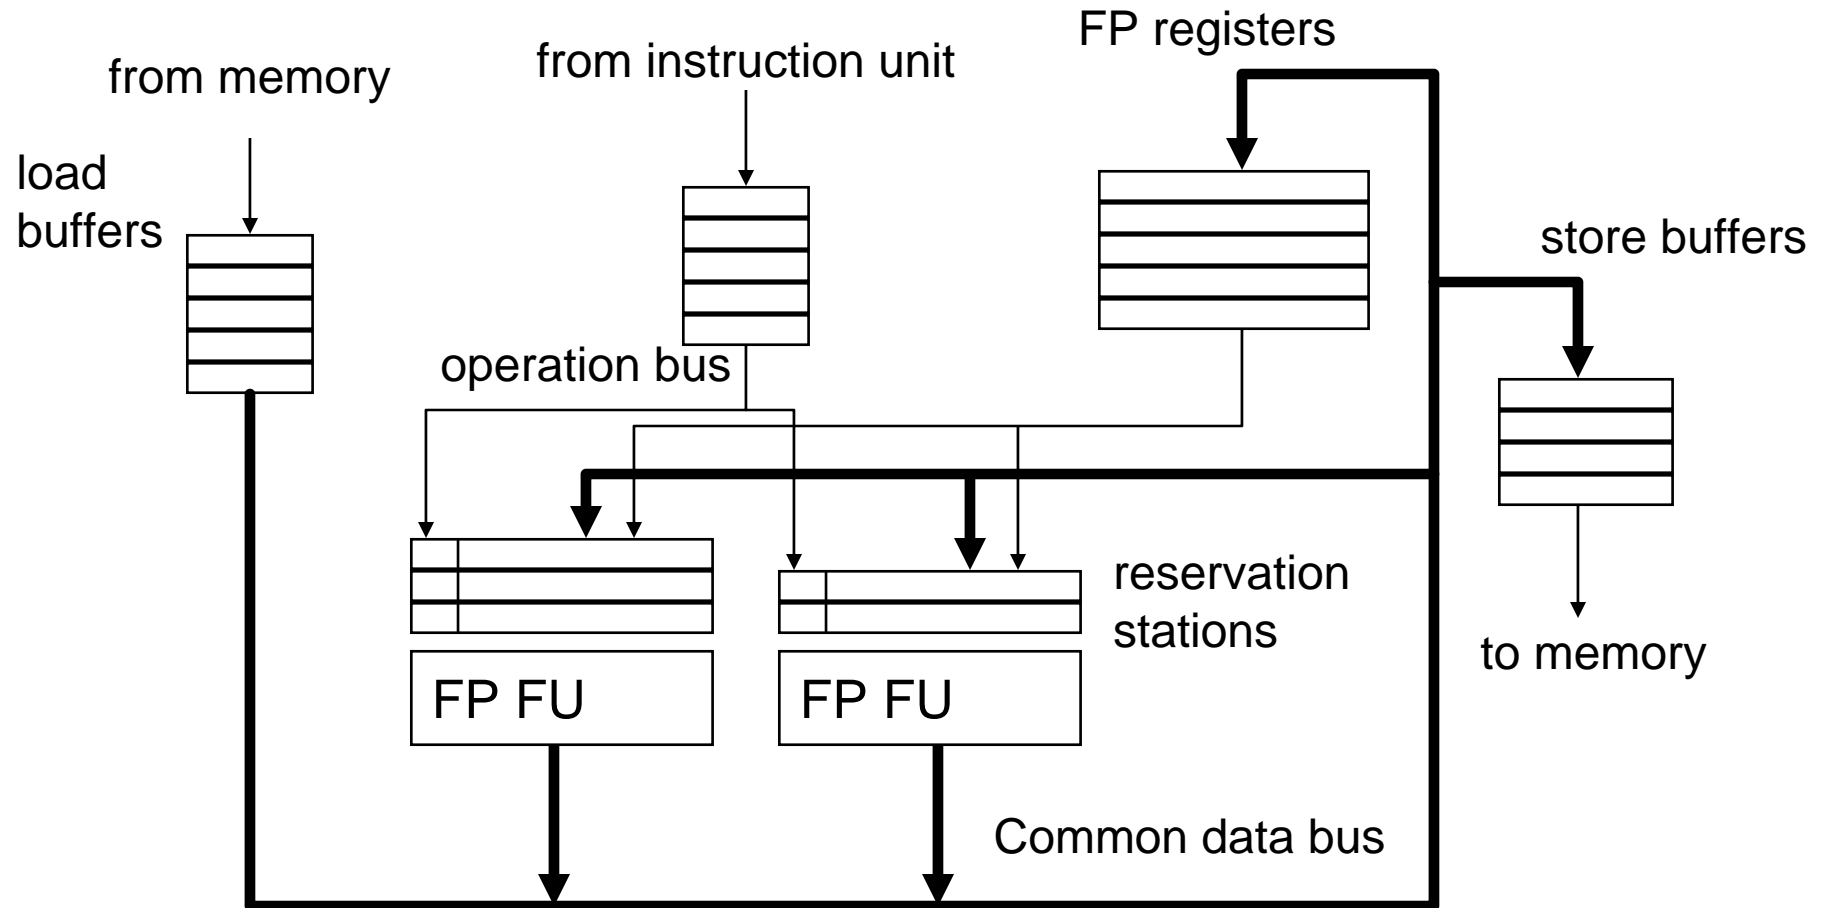 FP registers
from instruction unit
from memory
load
buffers
store buffers
operation bus
reservation
stations
to memory
FP FU
FP FU
Common data bus